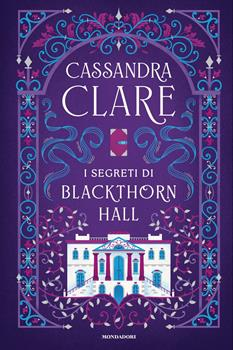 CASSANDRA
CLARE
I SEGRETI DI
BLACKTHORN
HALL
MONDADORI